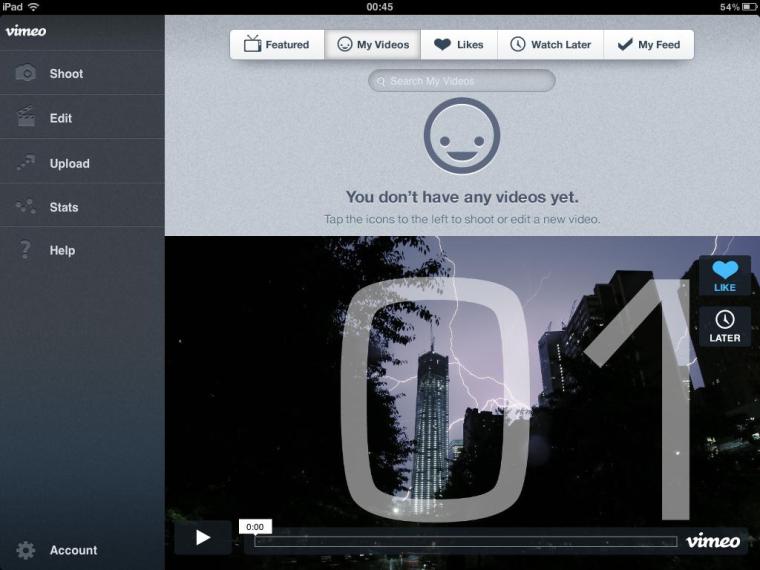 iPad 00:45 54%
vimeo
Shoot
Edit
Upload
Stats
Help
Account
Featured My Videos Likes Watch Later My Feed
Search My Videos
You don't have any videos yet.
Tap the icons to the left to shoot or edit a new video.
01
LIKE
LATER
0:00
vimeo